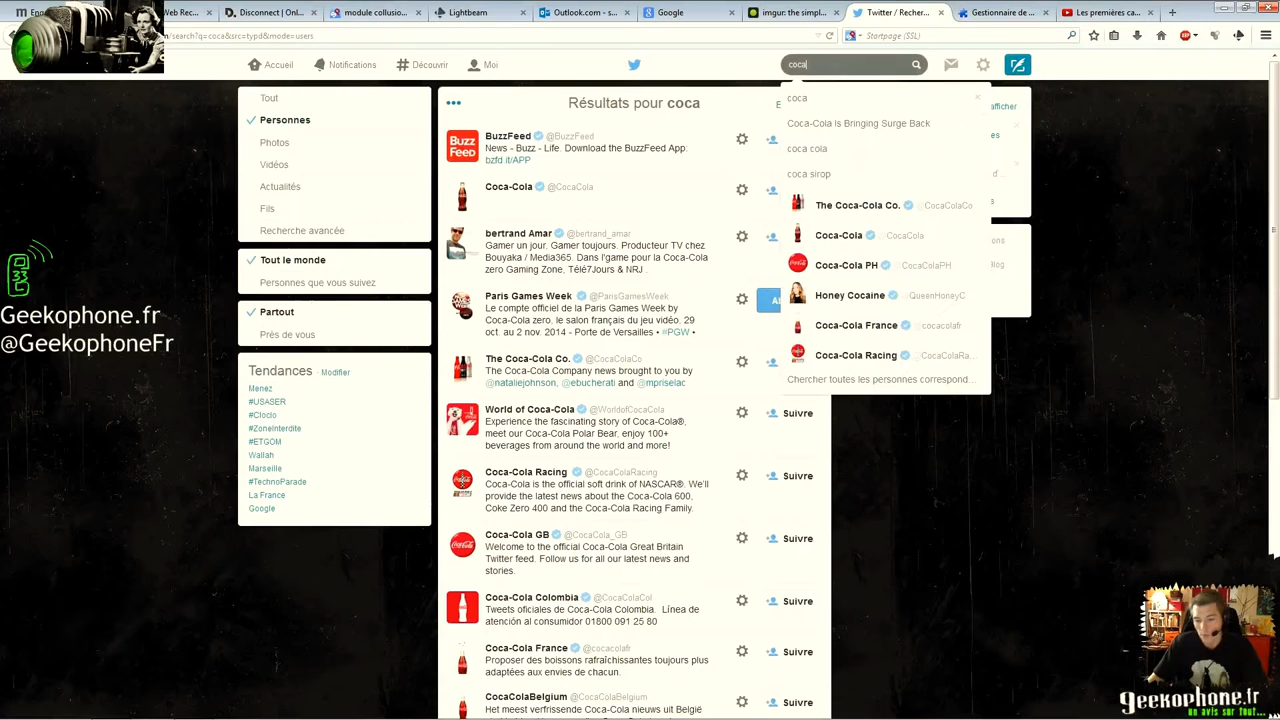 Web Rec...
Disconnect | Onl...
module collusio...
Lightbeam
Outlook.com - s...
Google
imgur: the simpl...
Twitter / Recher...
Gestionnaire de ...
Les premières ca...
/search?q=coca&src=typd&mode=users
Startpage (SSL)
Accueil
Notifications
Découvrir
Moi
coca
Tout
Personnes
Photos
Vidéos
Actualités
Fils
Recherche avancée
Tout le monde
Personnes que vous suivez
Partout
Près de vous
Tendances · Modifier
Menez
#USASER
#Cloclo
#ZoneInterdite
#ETGOM
Wallah
Marseille
#TechnoParade
La France
Google
Résultats pour coca
BuzzFeed @BuzzFeed
News - Buzz - Life. Download the BuzzFeed App:
bzfd.it/APP
Coca-Cola @CocaCola
bertrand Amar @bertrand_amar
Gamer un jour. Gamer toujours. Producteur TV chez
Bouyaka / Media365. Dans l'game pour la Coca-Cola
zero Gaming Zone, Télé7Jours & NRJ .
Paris Games Week @ParisGamesWeek
Le compte officiel de la Paris Games Week by
Coca-Cola zero, le salon français du jeu vidéo, 29
oct. au 2 nov. 2014 - Porte de Versailles • #PGW •
The Coca-Cola Co. @CocaColaCo
The Coca-Cola Company news brought to you by
@nataliejohnson, @ebucherati and @mpriselac
World of Coca-Cola @WorldofCocaCola
Experience the fascinating story of Coca-Cola®,
meet our Coca-Cola Polar Bear, enjoy 100+
beverages from around the world and more!
Suivre
Coca-Cola Racing @CocaColaRacing
Coca-Cola is the official soft drink of NASCAR®. We'll
provide the latest news about the Coca-Cola 600,
Coke Zero 400 and the Coca-Cola Racing Family.
Suivre
Coca-Cola GB @CocaCola_GB
Welcome to the official Coca-Cola Great Britain
Twitter feed. Follow us for all our latest news and
stories.
Suivre
Coca-Cola Colombia @CocaColaCol
Tweets oficiales de Coca-Cola Colombia. Línea de
atención al consumidor 01800 091 25 80
Suivre
Coca-Cola France @cocacolafr
Proposer des boissons rafraîchissantes toujours plus
adaptées aux envies de chacun.
Suivre
CocaColaBelgium @CocaColaBelgium
Het meest verfrissende Coca-Cola nieuws uit België
Suivre
coca
Coca-Cola Is Bringing Surge Back
coca cola
coca sirop
The Coca-Cola Co. @CocaColaCo
Coca-Cola @CocaCola
Coca-Cola PH @CocaColaPH
Honey Cocaine @QueenHoneyC
Coca-Cola France @cocacolafr
Coca-Cola Racing @CocaColaRa...
Chercher toutes les personnes correspond...
afficher
Geekophone.fr
@GeekophoneFr
geekophone.fr
un avis sur tout...